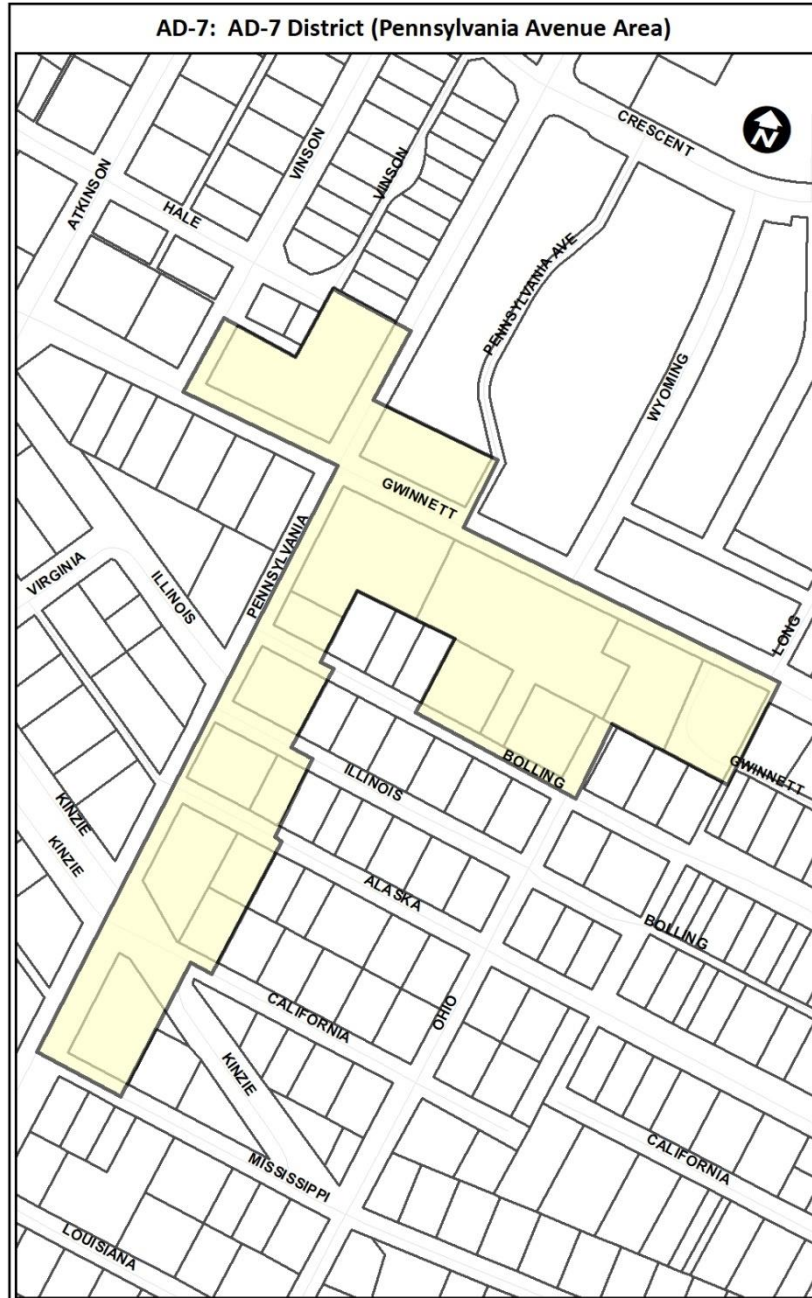 AD-7:  AD-7 District (Pennsylvania Avenue Area)
CRESCENT
N
VINSON
VINSON
ATKINSON
HALE
PENNSYLVANIA AVE
WYOMING
GWINNETT
PENNSYLVANIA
VIRGINIA
ILLINOIS
LONG
BOLLING
GWINNETT
ILLINOIS
KINZIE
KINZIE
ALASKA
BOLLING
CALIFORNIA
OHIO
KINZIE
CALIFORNIA
MISSISSIPPI
LOUISIANA